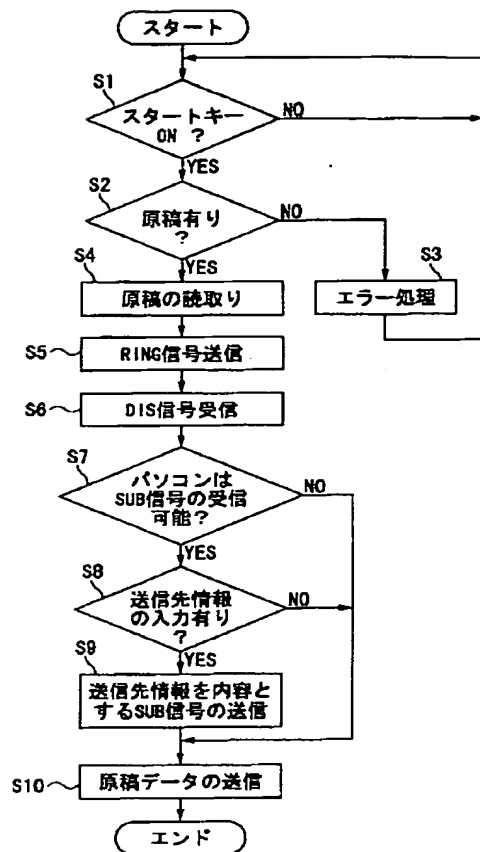 スタート
S1
スタートキー
ON ?
NO
YES
S2
原稿有り
?
NO
YES
S3
エラー処理
S4
原稿の読取り
S5
RING信号送信
S6
DIS信号受信
S7
パソコンは
SUB信号の受信
可能?
NO
YES
S8
送信先情報
の入力有り
?
NO
YES
S9
送信先情報を内容と
するSUB信号の送信
S10
原稿データの送信
エンド